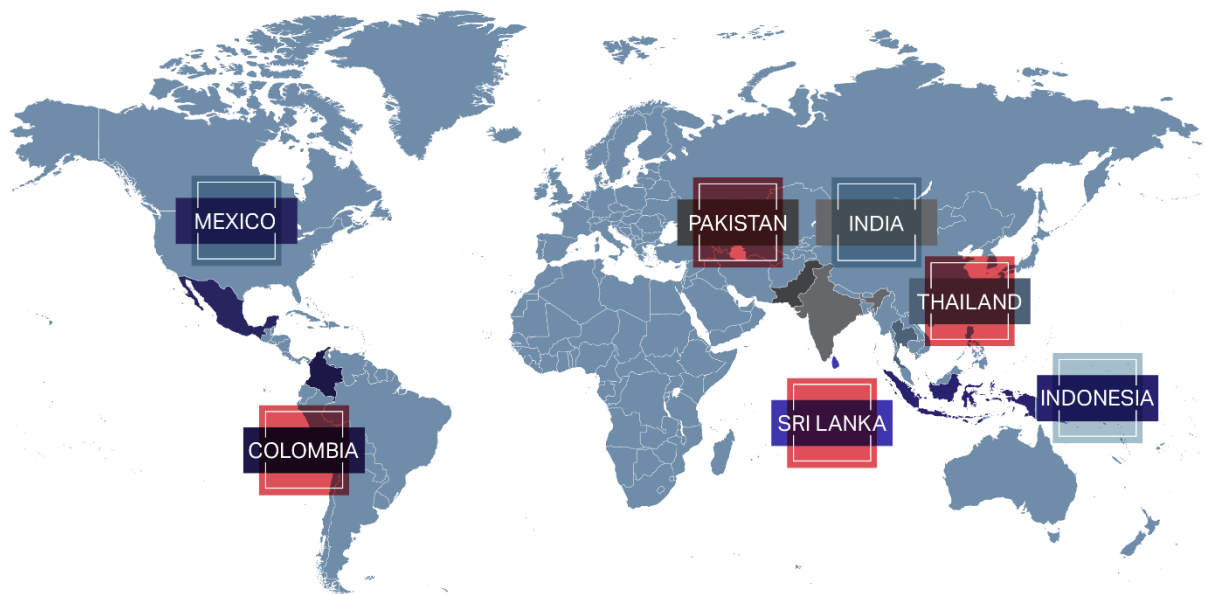 MEXICO
PAKISTAN
INDIA
THAILAND
INDONESIA
SRI LANKA
COLOMBIA